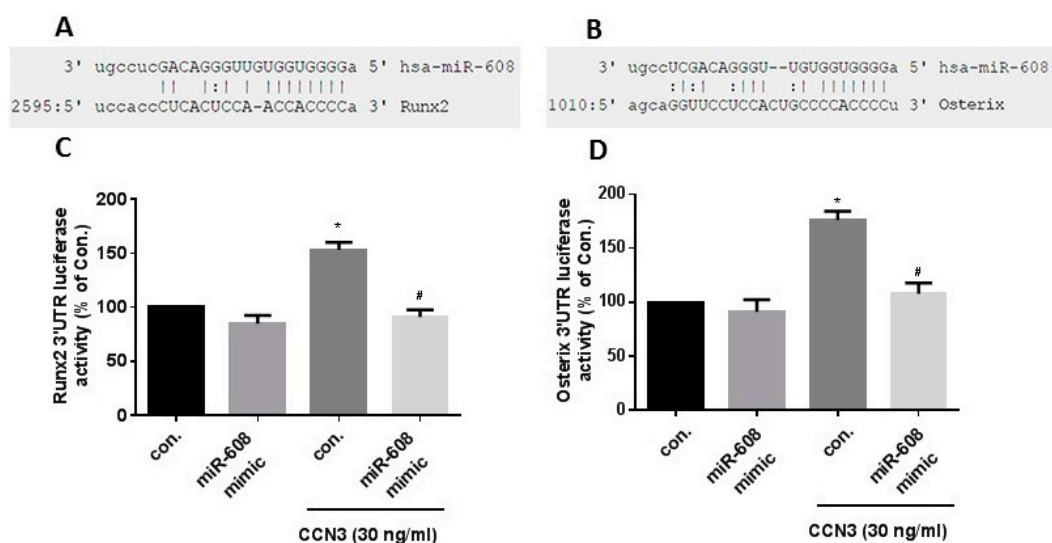 A
3' ugccucGACAGGGUUGUGGUGGGGa 5' hsa-miR-608
|| |:| | |||||||||
2595:5' uccaccCUCACUCCA-ACCACCCCa 3' Runx2
B
3' ugccUCGACAGGGU--UGUGGUGGGGa 5' hsa-miR-608
:|:| :||| | |||||||
1010:5' agcaGGUUCCUCCACUGCCCCACCCCu 3' Osterix
C
Runx2 3'UTR luciferase
activity (% of Con.)
200
150
100
50
0
*
#
con.
miR-608
mimic
con.
miR-608
mimic
CCN3 (30 ng/ml)
D
Osterix 3'UTR luciferase
activity (% of Con.)
200
150
100
50
0
*
#
con.
miR-608
mimic
con.
miR-608
mimic
CCN3 (30 ng/ml)